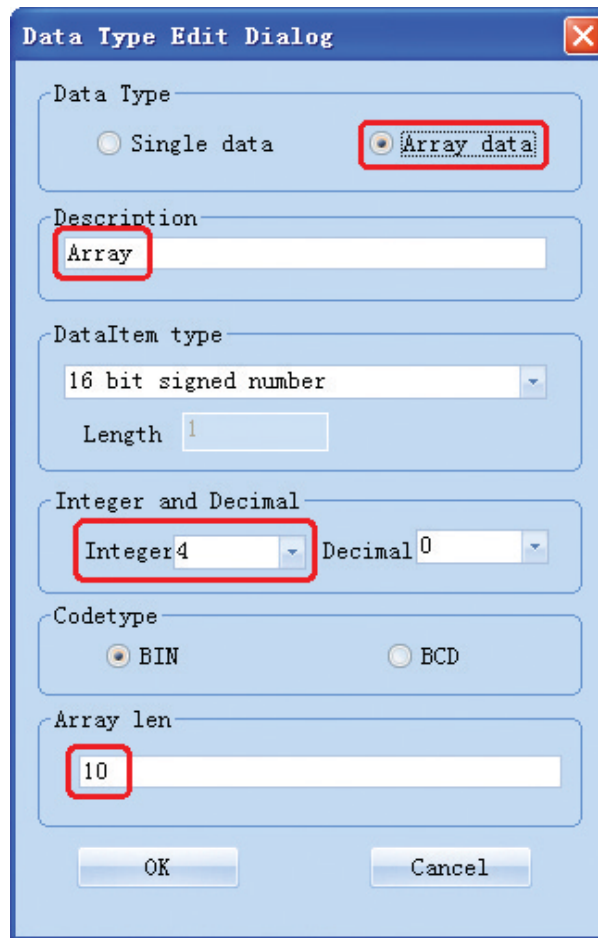 Data Type Edit Dialog
Data Type
Single data Array data
Description
Array
DataItem type
16 bit signed number
Length 1
Integer and Decimal
Integer 4 Decimal 0
Codetype
BIN BCD
Array len
10
OK Cancel